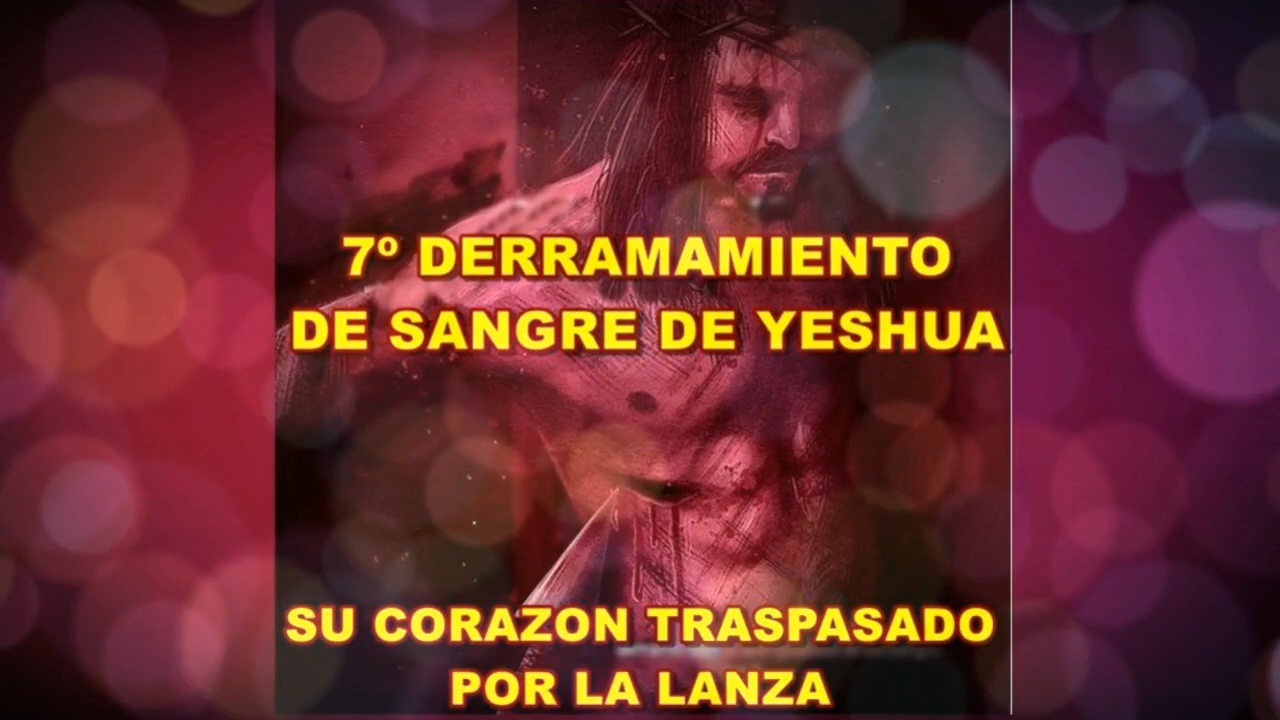 7º DERRAMAMIENTO
DE SANGRE DE YESHUA
SU CORAZON TRASPASADO
POR LA LANZA